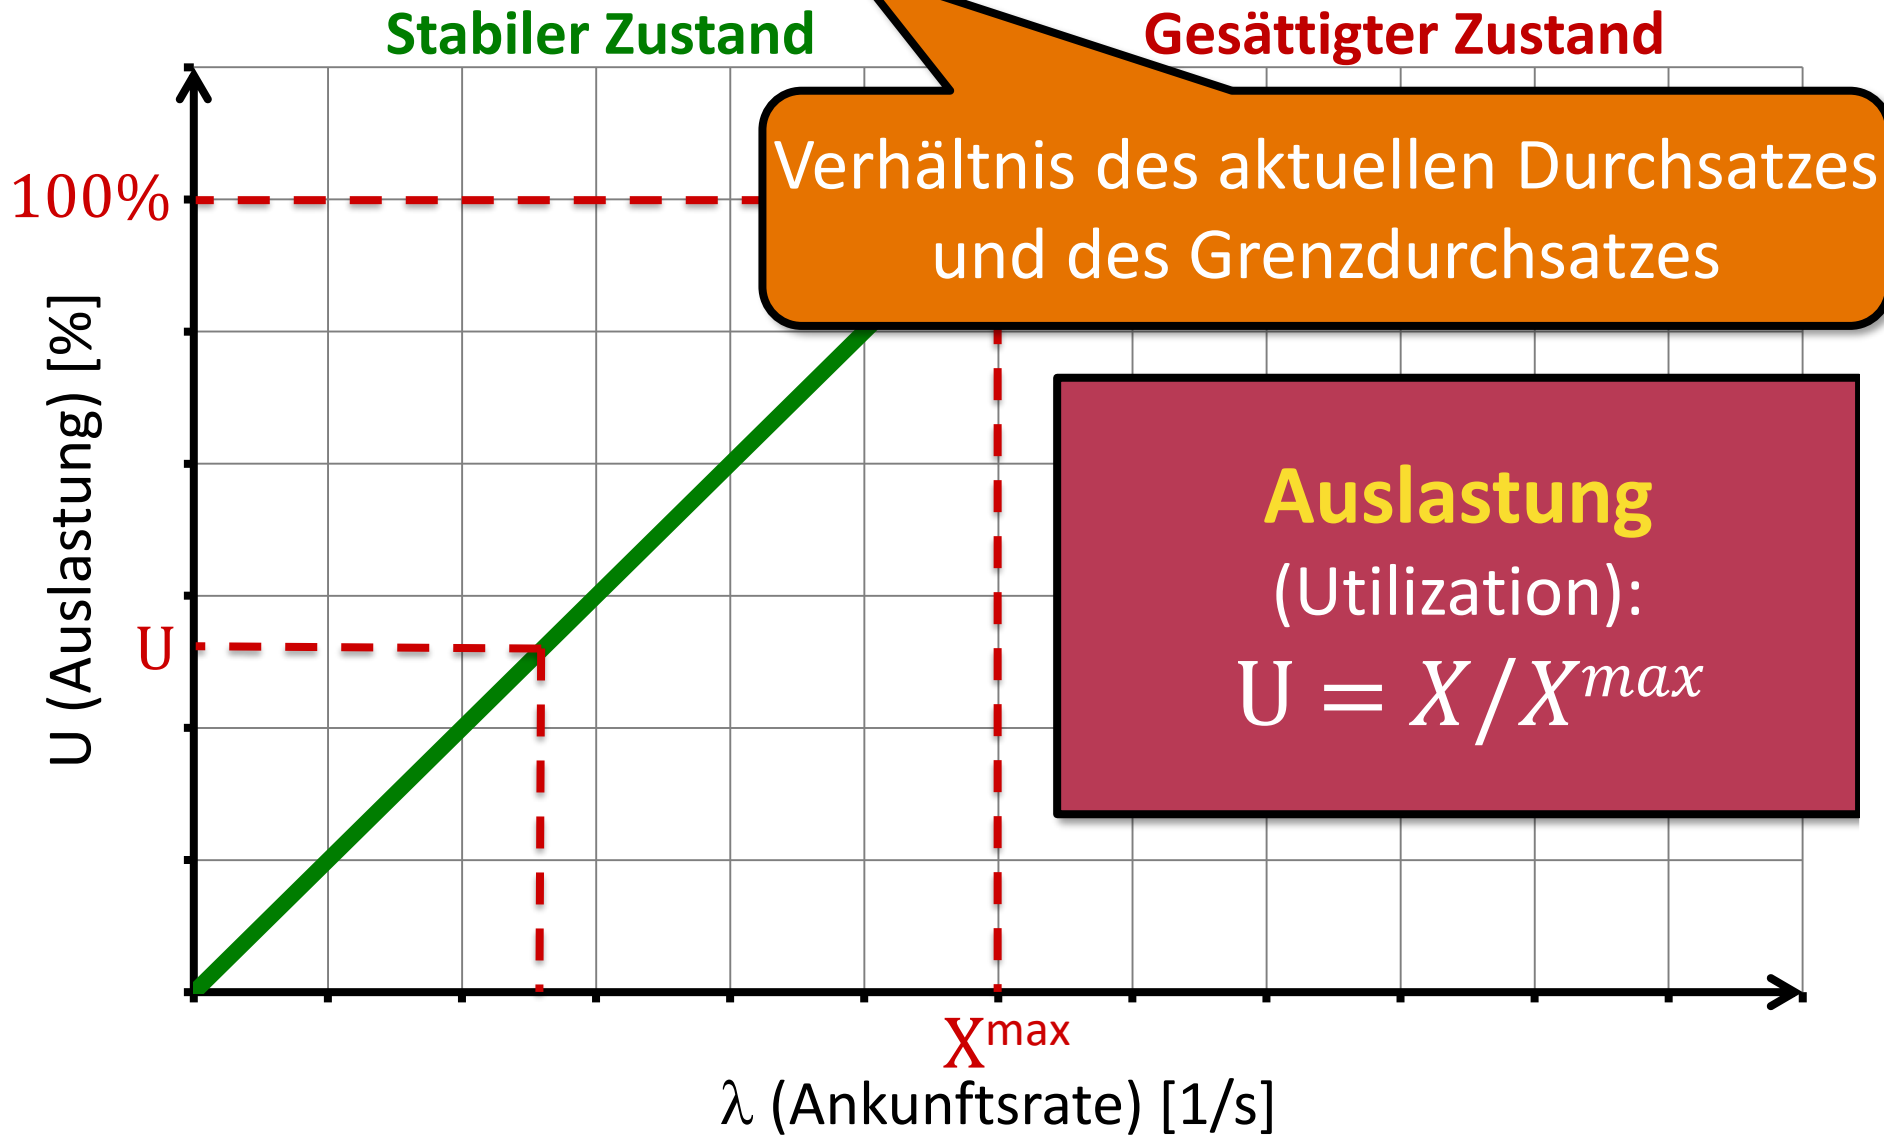 Stabiler Zustand
Gesättigter Zustand
Verhältnis des aktuellen Durchsatzes
und des Grenzdurchsatzes
100%
U (Auslastung) [%]
U
Auslastung
(Utilization):
U = X/X^max
X^max
λ (Ankunftsrate) [1/s]